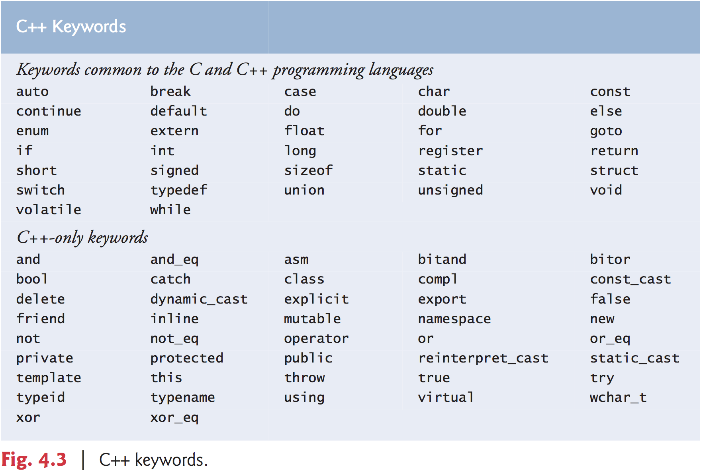 C++ Keywords
Keywords common to the C and C++ programming languages
auto break case char const
continue default do double else
enum extern float for goto
if int long register return
short signed sizeof static struct
switch typedef union unsigned void
volatile while
C++-only keywords
and and_eq asm bitand bitor
bool catch class compl const_cast
delete dynamic_cast explicit export false
friend inline mutable namespace new
not not_eq operator or or_eq
private protected public reinterpret_cast static_cast
template this throw true try
typeid typename using virtual wchar_t
xor xor_eq
Fig. 4.3 | C++ keywords.